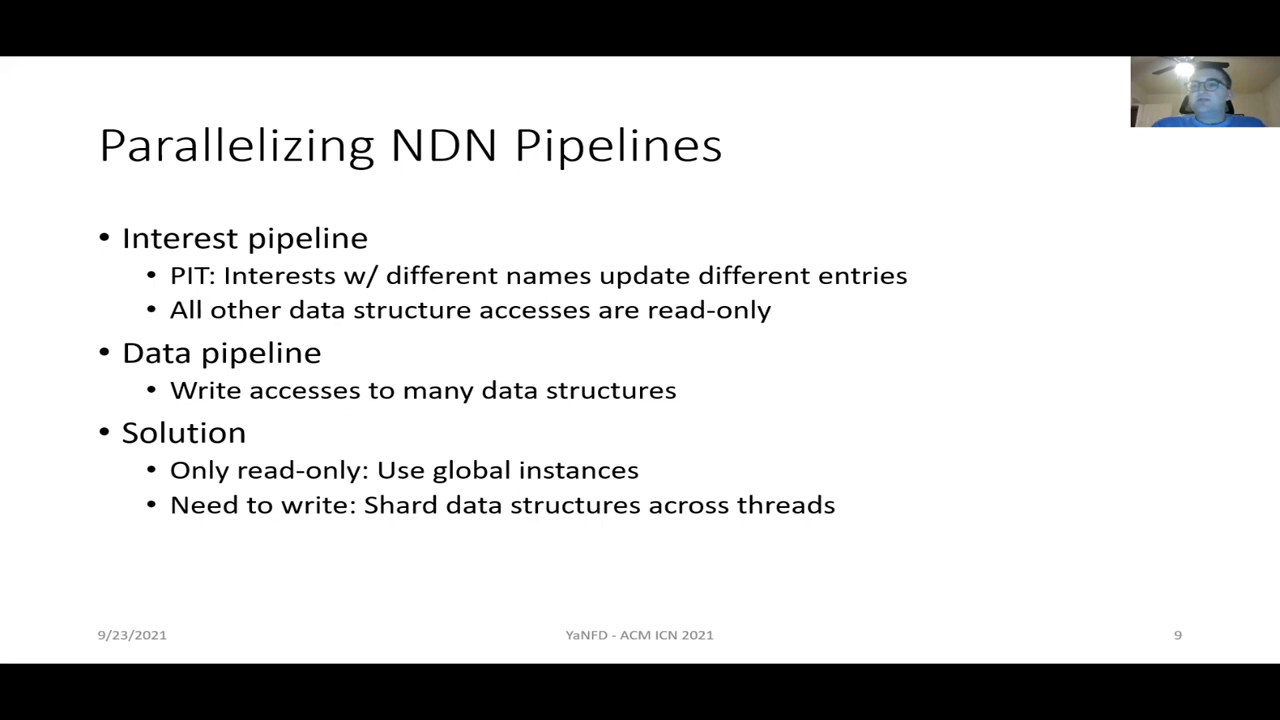 Parallelizing NDN Pipelines
• Interest pipeline
• PIT: Interests w/ different names update different entries
• All other data structure accesses are read-only
• Data pipeline
• Write accesses to many data structures
• Solution
• Only read-only: Use global instances
• Need to write: Shard data structures across threads
9/23/2021
YaNFD - ACM ICN 2021
9